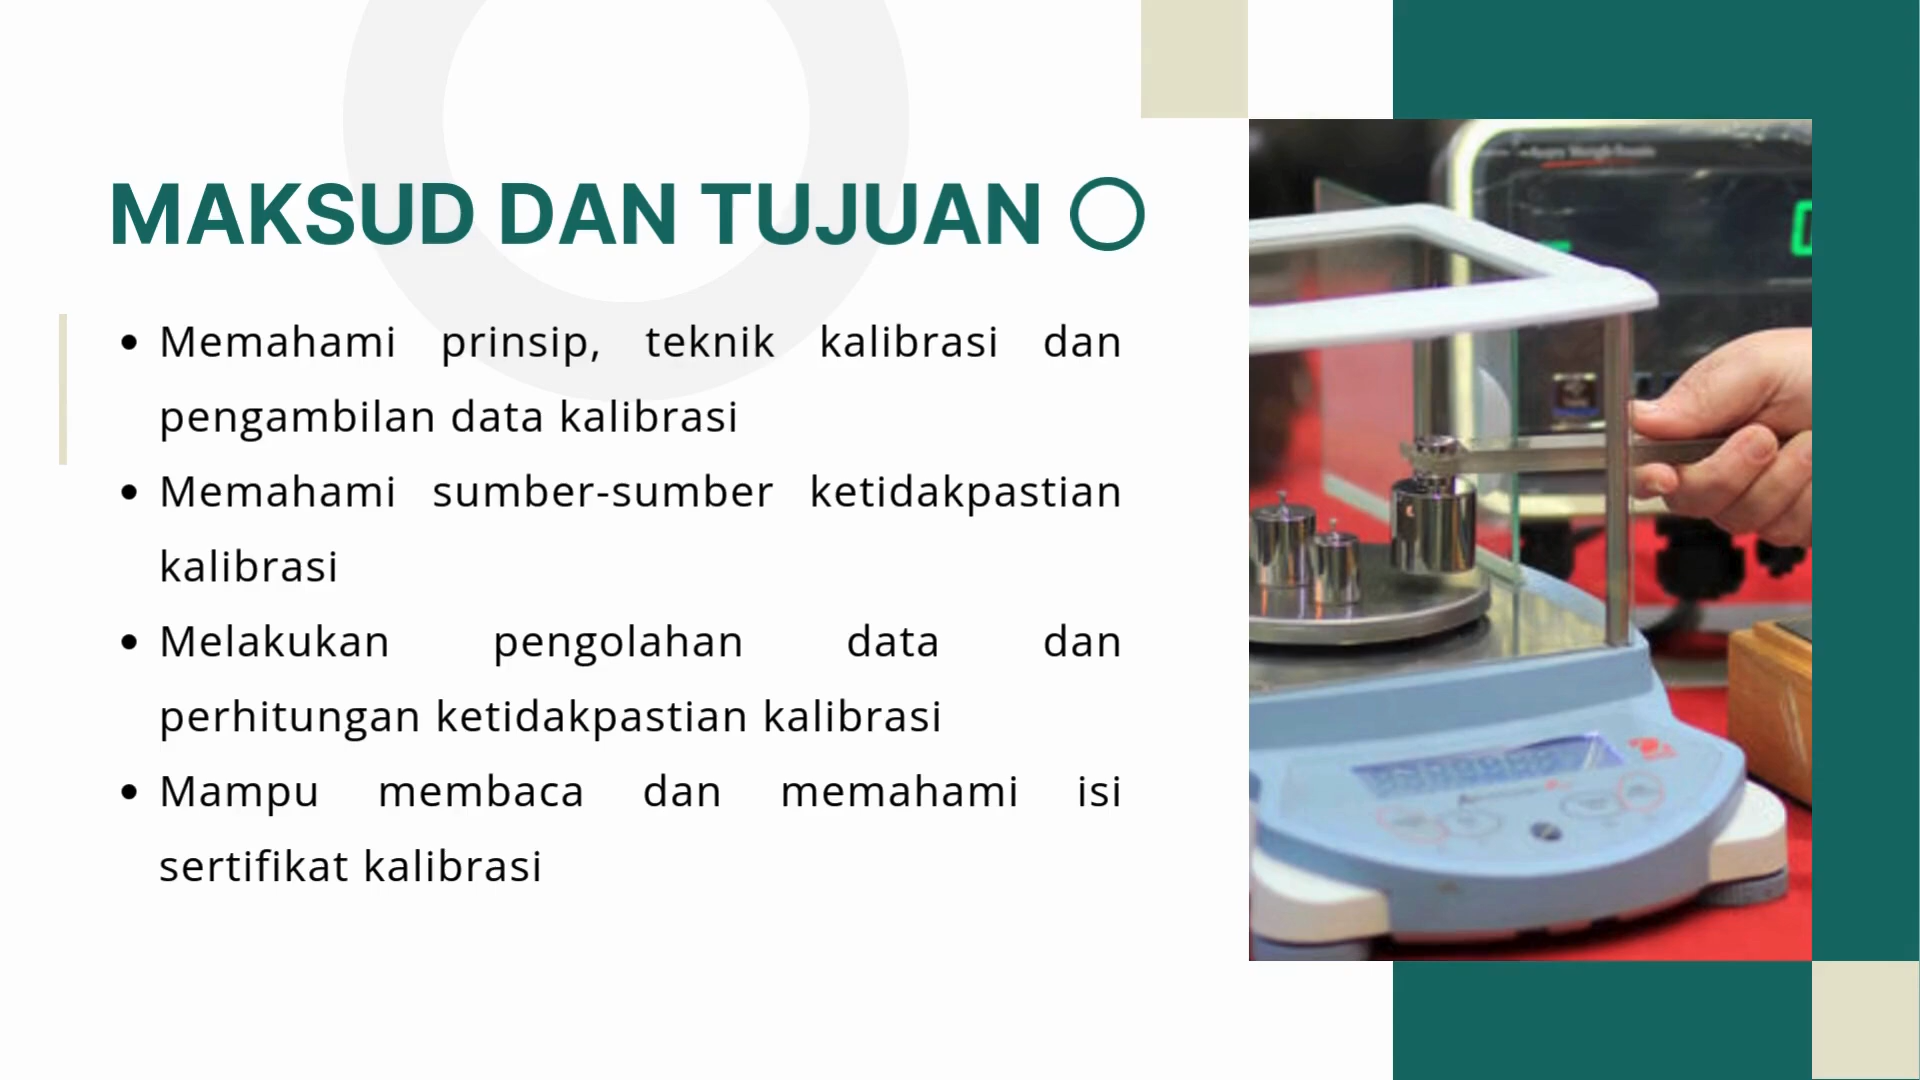 MAKSUD DAN TUJUAN
• Memahami prinsip, teknik kalibrasi dan
pengambilan data kalibrasi
• Memahami sumber-sumber ketidakpastian
kalibrasi
• Melakukan pengolahan data dan
perhitungan ketidakpastian kalibrasi
• Mampu membaca dan memahami isi
sertifikat kalibrasi